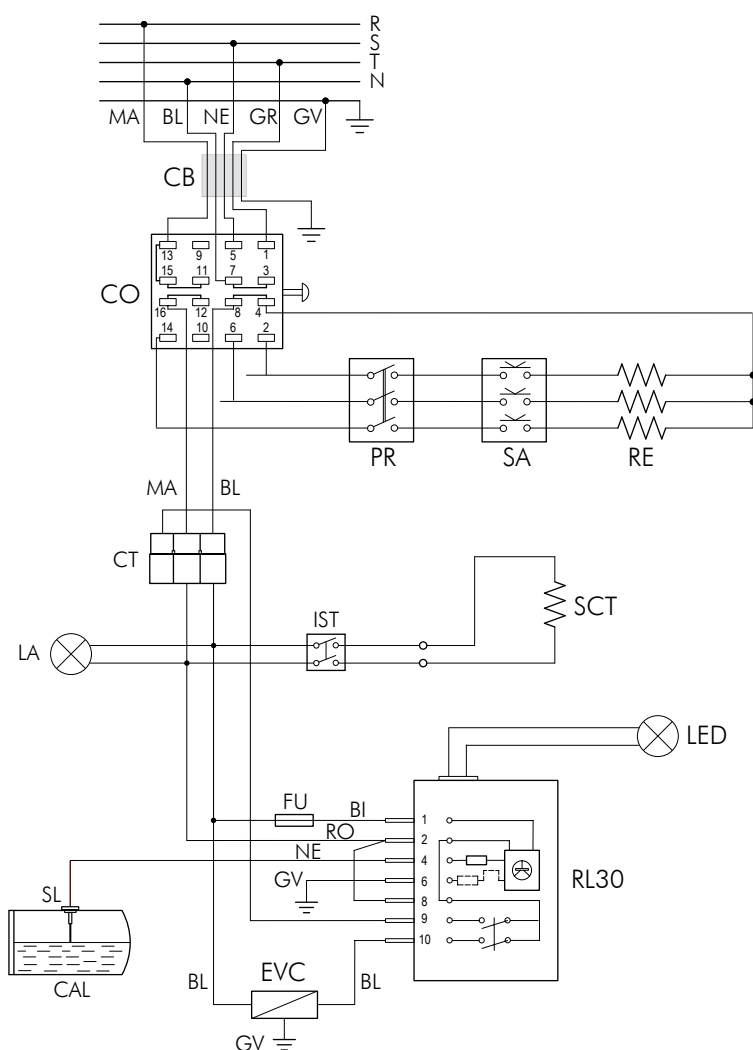 R
S
T
N
MA BL NE GR GV
CB
CO
13 9 5 1
15 11 7 3
16 12 8 4
14 10 6 2
PR SA RE
MA BL
CT
IST
SCT
LA
LED
FU BI
RO
NE
GV
SL
CAL
1
2
4
6
8
9
10
RL30
BL EVC BL
GV